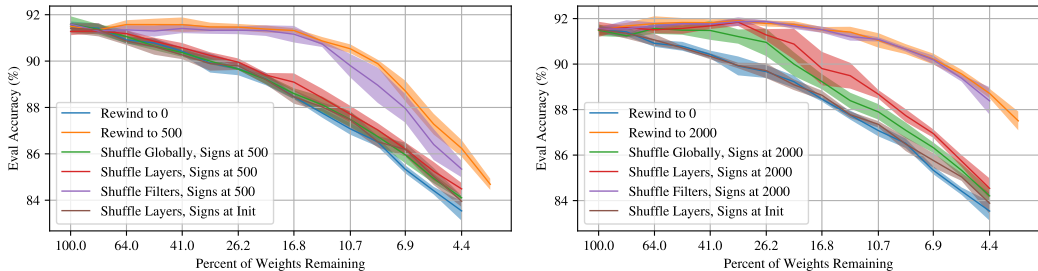 92
90
88
86
84
Eval Accuracy (%)
Rewind to 0
Rewind to 500
Shuffle Globally, Signs at 500
Shuffle Layers, Signs at 500
Shuffle Filters, Signs at 500
Shuffle Layers, Signs at Init
100.0 64.0 41.0 26.2 16.8 10.7 6.9 4.4
Percent of Weights Remaining
92
90
88
86
84
Eval Accuracy (%)
Rewind to 0
Rewind to 2000
Shuffle Globally, Signs at 2000
Shuffle Layers, Signs at 2000
Shuffle Filters, Signs at 2000
Shuffle Layers, Signs at Init
100.0 64.0 41.0 26.2 16.8 10.7 6.9 4.4
Percent of Weights Remaining